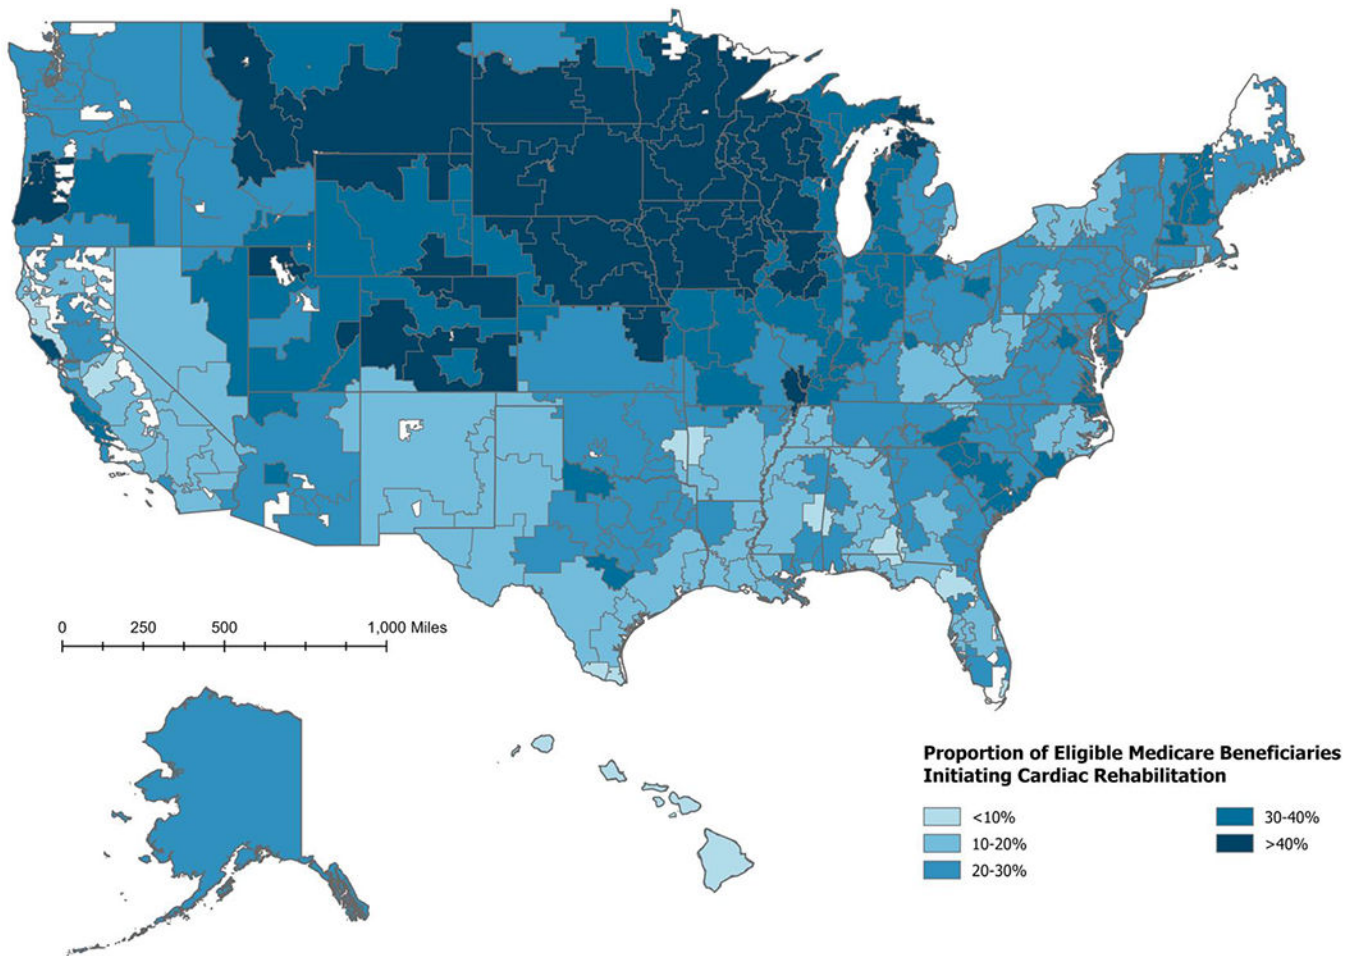 0 250 500 1,000 Miles
Proportion of Eligible Medicare Beneficiaries
Initiating Cardiac Rehabilitation
<10%
10-20%
20-30%
30-40%
>40%